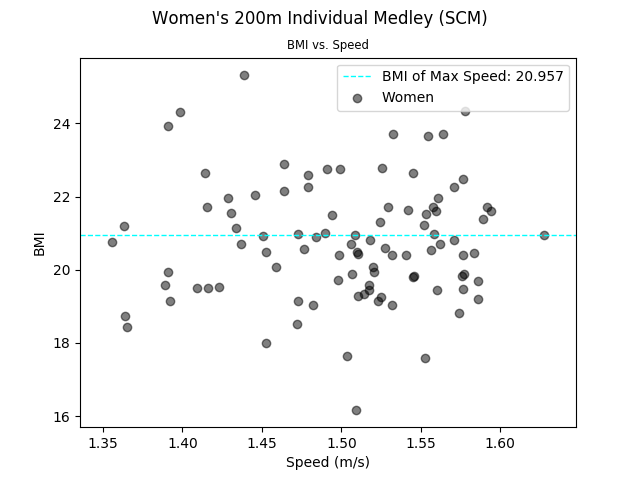 Women's 200m Individual Medley (SCM)
BMI vs. Speed
BMI of Max Speed: 20.957
Women
24
22
20
18
16
BMI
1.35 1.40 1.45 1.50 1.55 1.60
Speed (m/s)